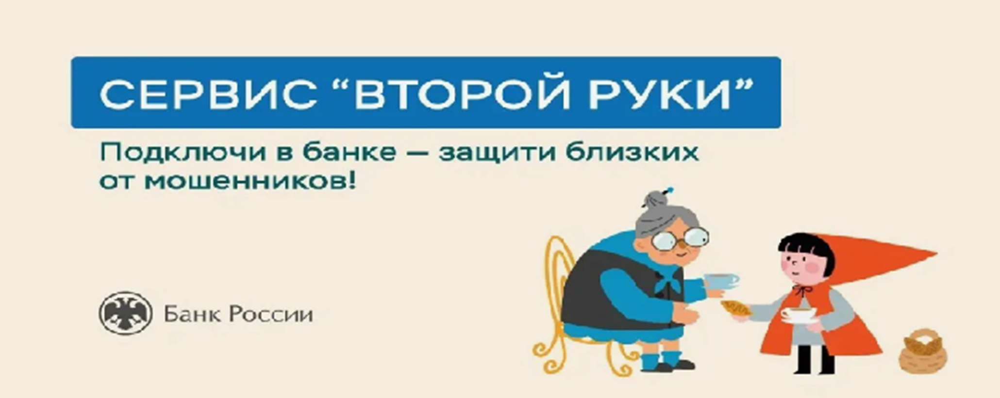 СЕРВИС “ВТОРОЙ РУКИ”
Подключи в банке — защити близких
от мошенников!
Банк России